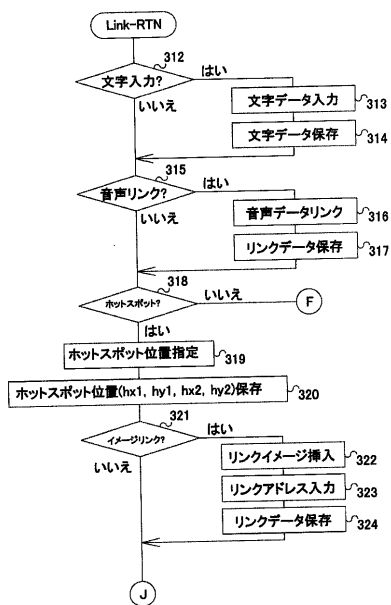 Link-RTN
312
文字入力?
はい
いいえ
文字データ入力
313
文字データ保存
314
315
音声リンク?
はい
いいえ
音声データリンク
316
リンクデータ保存
317
318
ホットスポット?
いいえ
F
はい
ホットスポット位置指定
319
ホットスポット位置(hx1, hy1, hx2, hy2)保存
320
321
イメージリンク?
はい
いいえ
リンクイメージ挿入
322
リンクアドレス入力
323
リンクデータ保存
324
J